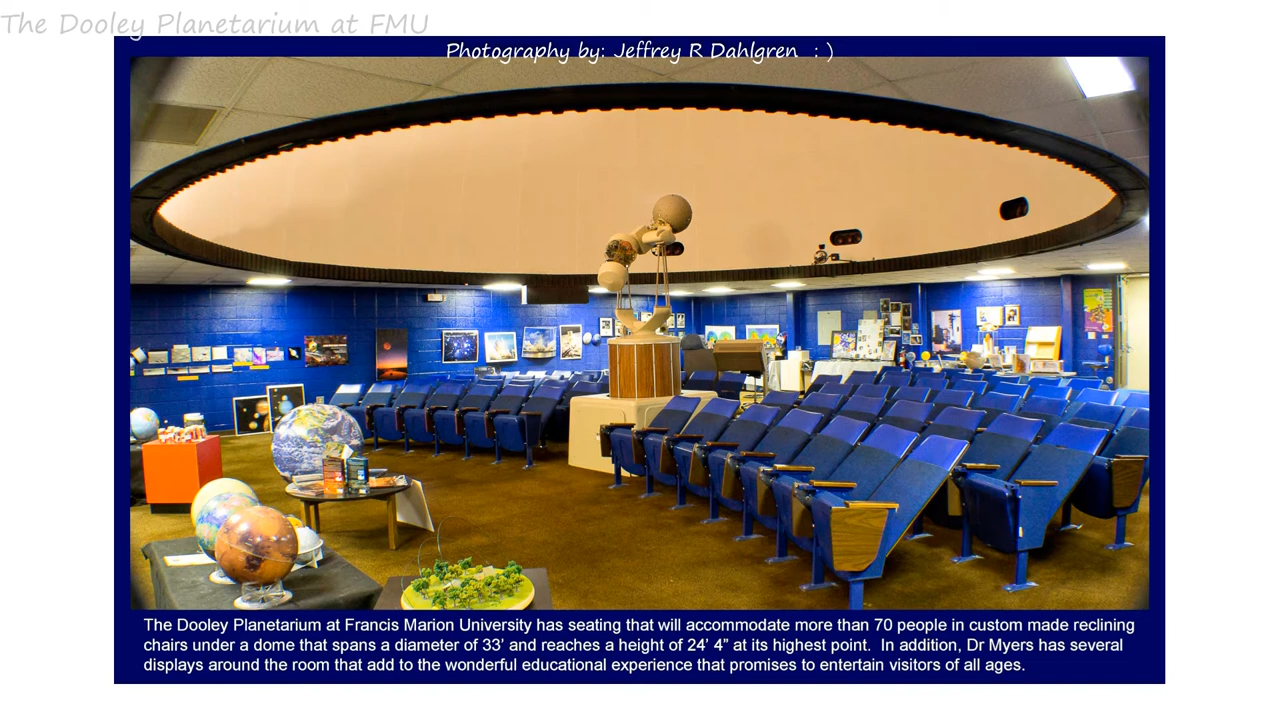 The Dooley Planetarium at FMU
Photography by: Jeffrey R Dahlgren : )
The Dooley Planetarium at Francis Marion University has seating that will accommodate more than 70 people in custom made reclining
chairs under a dome that spans a diameter of 33’ and reaches a height of 24’ 4” at its highest point.  In addition, Dr Myers has several
displays around the room that add to the wonderful educational experience that promises to entertain visitors of all ages.